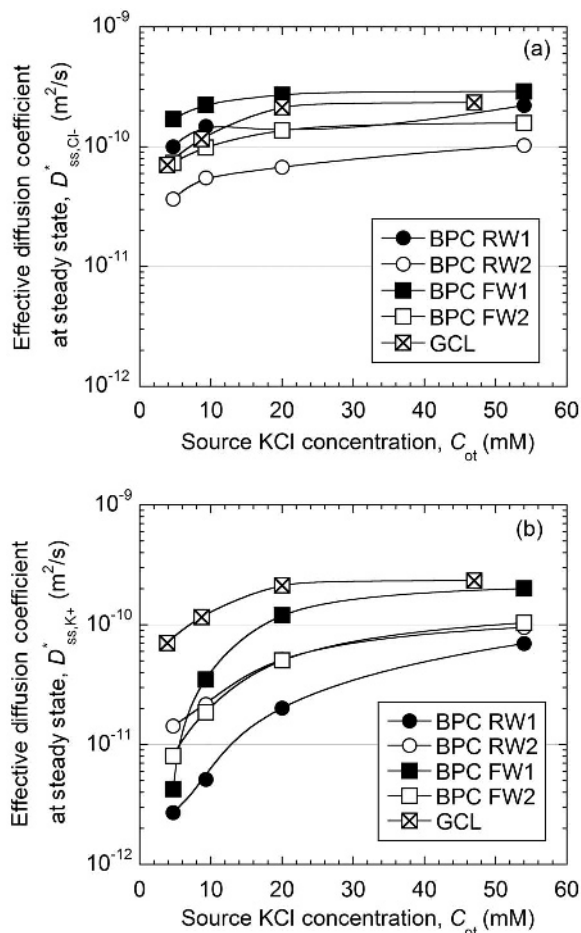 (a)
Effective diffusion coefficient
at steady state, D*ss,Cl- (m²/s)
10⁻⁹
10⁻¹⁰
10⁻¹¹
10⁻¹²
BPC RW1
BPC RW2
BPC FW1
BPC FW2
GCL
0 10 20 30 40 50 60
Source KCl concentration, Cot (mM)
(b)
Effective diffusion coefficient
at steady state, D*ss,K+ (m²/s)
10⁻⁹
10⁻¹⁰
10⁻¹¹
10⁻¹²
BPC RW1
BPC RW2
BPC FW1
BPC FW2
GCL
0 10 20 30 40 50 60
Source KCl concentration, Cot (mM)